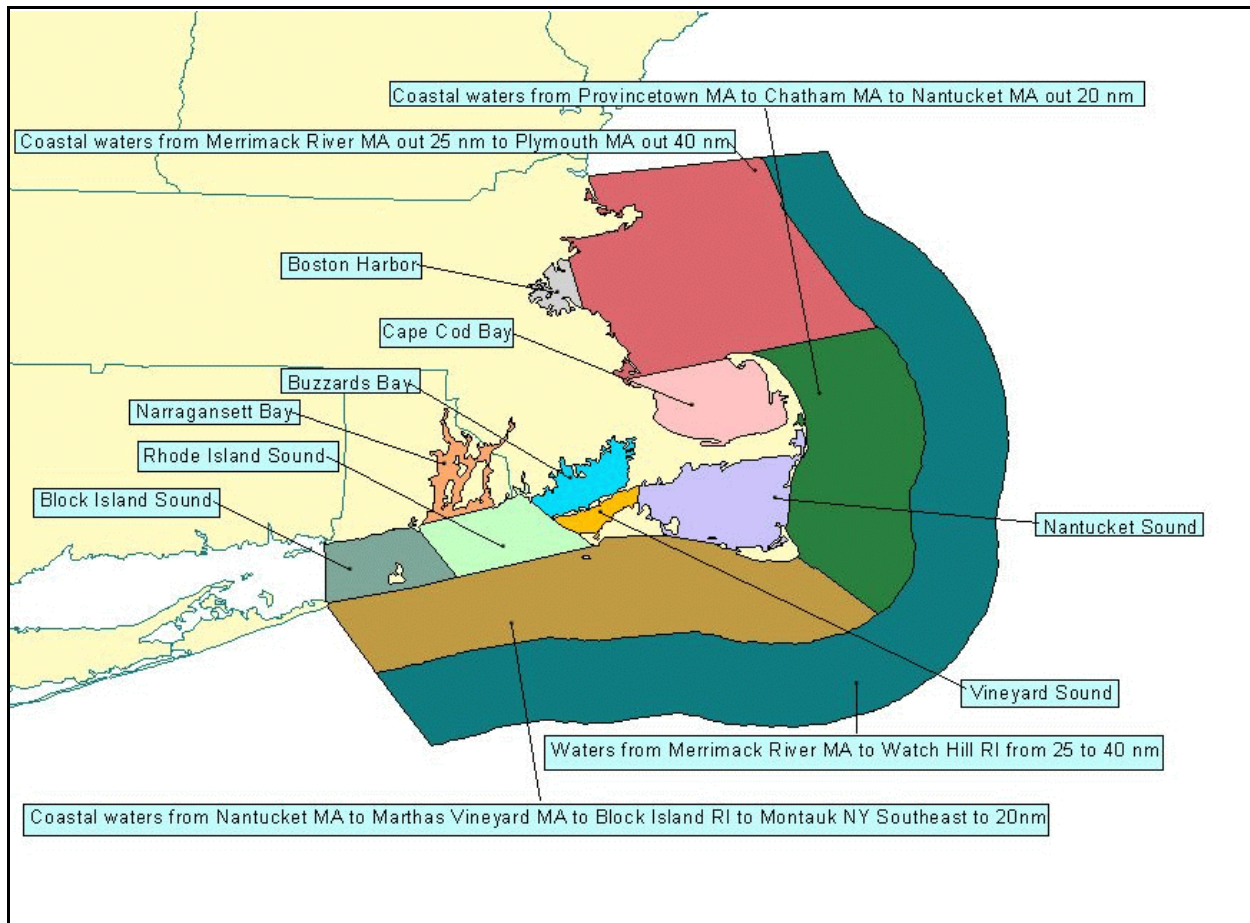 Coastal waters from Provincetown MA to Chatham MA to Nantucket MA out 20 nm
Coastal waters from Merrimack River MA out 25 nm to Plymouth MA out 40 nm
Boston Harbor
Cape Cod Bay
Buzzards Bay
Narragansett Bay
Rhode Island Sound
Block Island Sound
Nantucket Sound
Vineyard Sound
Waters from Merrimack River MA to Watch Hill RI from 25 to 40 nm
Coastal waters from Nantucket MA to Marthas Vineyard MA to Block Island RI to Montauk NY Southeast to 20nm